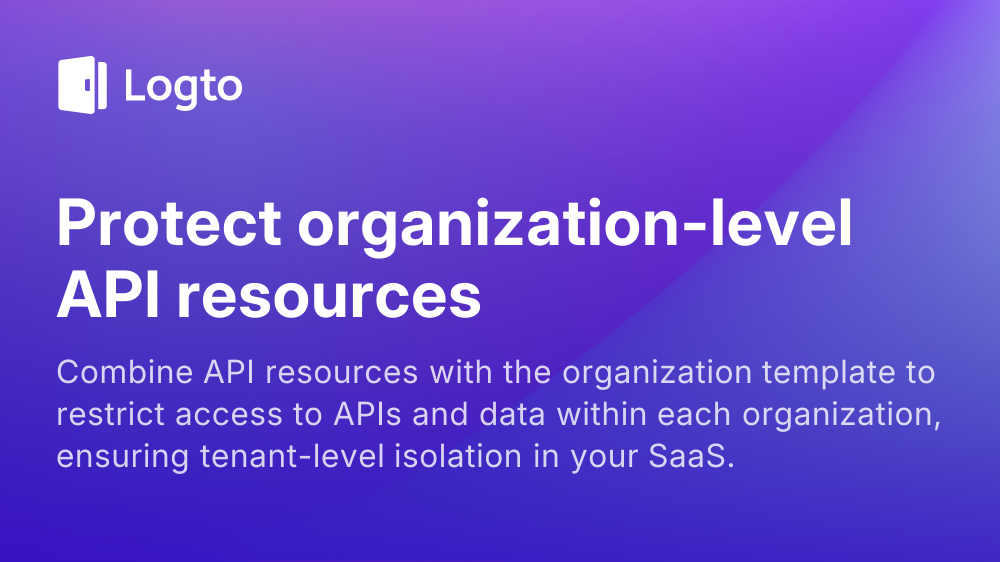 Logto
Protect organization-level
API resources
Combine API resources with the organization template to
restrict access to APIs and data within each organization,
ensuring tenant-level isolation in your SaaS.